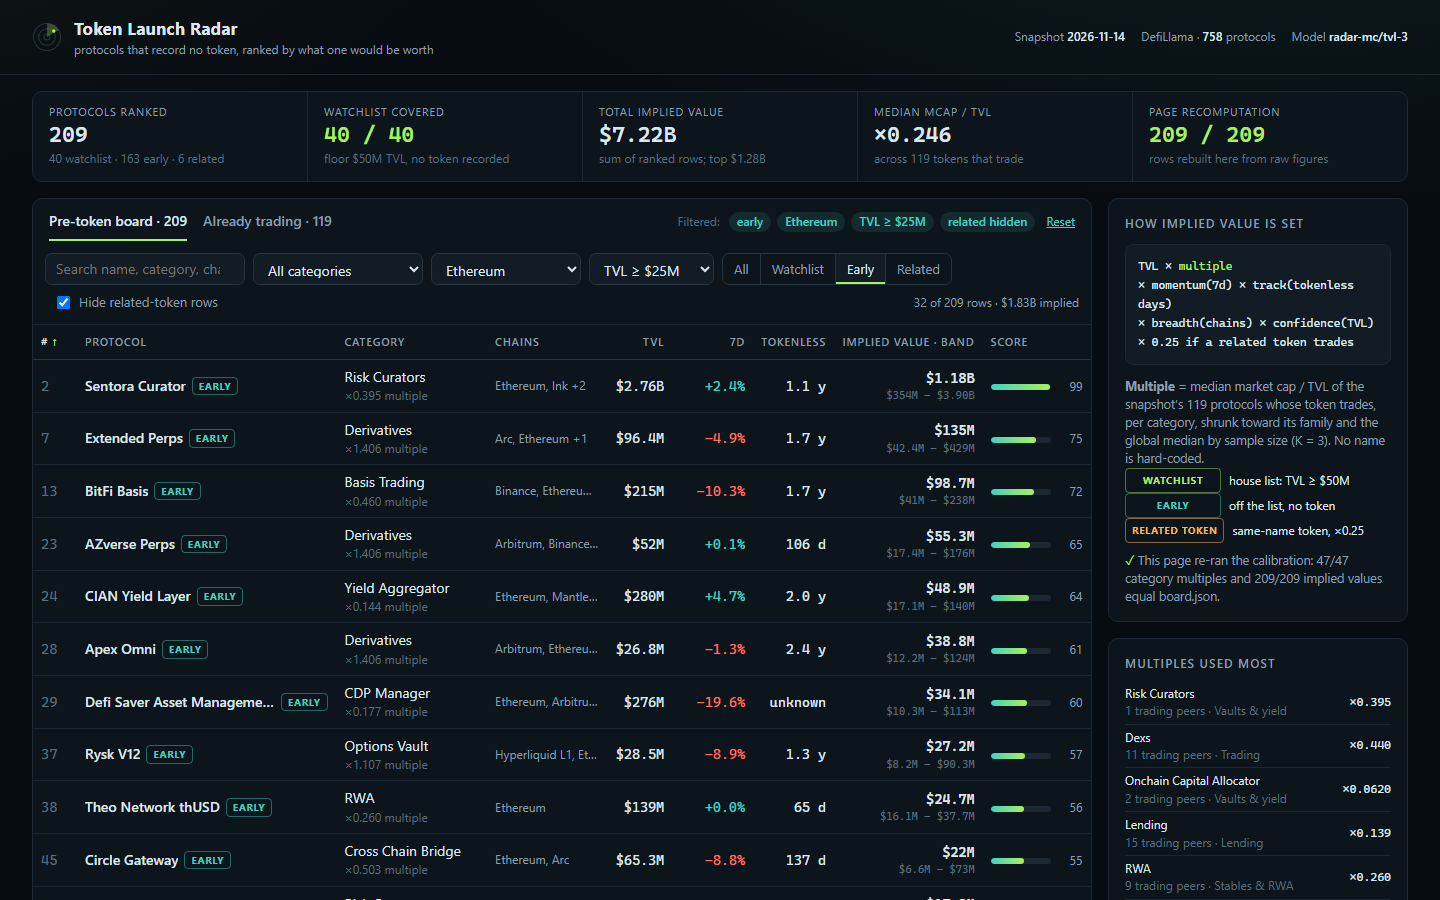 Token Launch Radar
protocols that record no token, ranked by what one would be worth
Snapshot 2026-11-14 DefiLlama · 758 protocols Model radar-mc/tvl-3
PROTOCOLS RANKED
209
40 watchlist · 163 early · 6 related
WATCHLIST COVERED
40 / 40
floor $50M TVL, no token recorded
TOTAL IMPLIED VALUE
$7.22B
sum of ranked rows; top $1.28B
MEDIAN MCAP / TVL
×0.246
across 119 tokens that trade
PAGE RECOMPUTATION
209 / 209
rows rebuilt here from raw figures
Pre-token board · 209 Already trading · 119 Filtered: early Ethereum TVL ≥ $25M related hidden Reset
Search name, category, cha All categories Ethereum TVL ≥ $25M All Watchlist Early Related
Hide related-token rows 32 of 209 rows · $1.83B implied
# ↑ PROTOCOL CATEGORY CHAINS TVL 7D TOKENLESS IMPLIED VALUE · BAND SCORE
2 Sentora Curator EARLY Risk Curators ×0.395 multiple Ethereum, Ink +2 $2.76B +2.4% 1.1 y $1.18B $354M – $3.90B 99
7 Extended Perps EARLY Derivatives ×1.406 multiple Arc, Ethereum +1 $96.4M −4.9% 1.7 y $135M $42.4M – $429M 75
13 BitFi Basis EARLY Basis Trading ×0.460 multiple Binance, Ethereu... $215M −10.3% 1.7 y $98.7M $41M – $238M 72
23 AZverse Perps EARLY Derivatives ×1.406 multiple Arbitrum, Binance... $52M +0.1% 106 d $55.3M $17.4M – $176M 65
24 CIAN Yield Layer EARLY Yield Aggregator ×0.144 multiple Ethereum, Mantle... $280M +4.7% 2.0 y $48.9M $17.1M – $140M 64
28 Apex Omni EARLY Derivatives ×1.406 multiple Arbitrum, Ethereu... $26.8M −1.3% 2.4 y $38.8M $12.2M – $124M 61
29 Defi Saver Asset Manageme... EARLY CDP Manager ×0.177 multiple Ethereum, Arbitru... $276M −19.6% unknown $34.1M $10.3M – $113M 60
37 Rysk V12 EARLY Options Vault ×1.107 multiple Hyperliquid L1, Et... $28.5M −8.9% 1.3 y $27.2M $8.2M – $90.3M 57
38 Theo Network thUSD EARLY RWA ×0.260 multiple Ethereum $139M +0.0% 65 d $24.7M $16.1M – $37.7M 56
45 Circle Gateway EARLY Cross Chain Bridge ×0.503 multiple Ethereum, Arc $65.3M −8.8% 137 d $22M $6.6M – $73M 55
HOW IMPLIED VALUE IS SET
TVL × multiple
× momentum(7d) × track(tokenless
days)
× breadth(chains) × confidence(TVL)
× 0.25 if a related token trades
Multiple = median market cap / TVL of the
snapshot's 119 protocols whose token trades,
per category, shrunk toward its family and the
global median by sample size (K = 3). No name
is hard-coded.
WATCHLIST house list: TVL ≥ $50M
EARLY off the list, no token
RELATED TOKEN same-name token, ×0.25
✓ This page re-ran the calibration: 47/47
category multiples and 209/209 implied values
equal board.json.
MULTIPLES USED MOST
Risk Curators ×0.395
1 trading peers · Vaults & yield
Dexs ×0.440
11 trading peers · Trading
Onchain Capital Allocator ×0.0620
2 trading peers · Vaults & yield
Lending ×0.139
15 trading peers · Lending
RWA ×0.260
9 trading peers · Stables & RWA